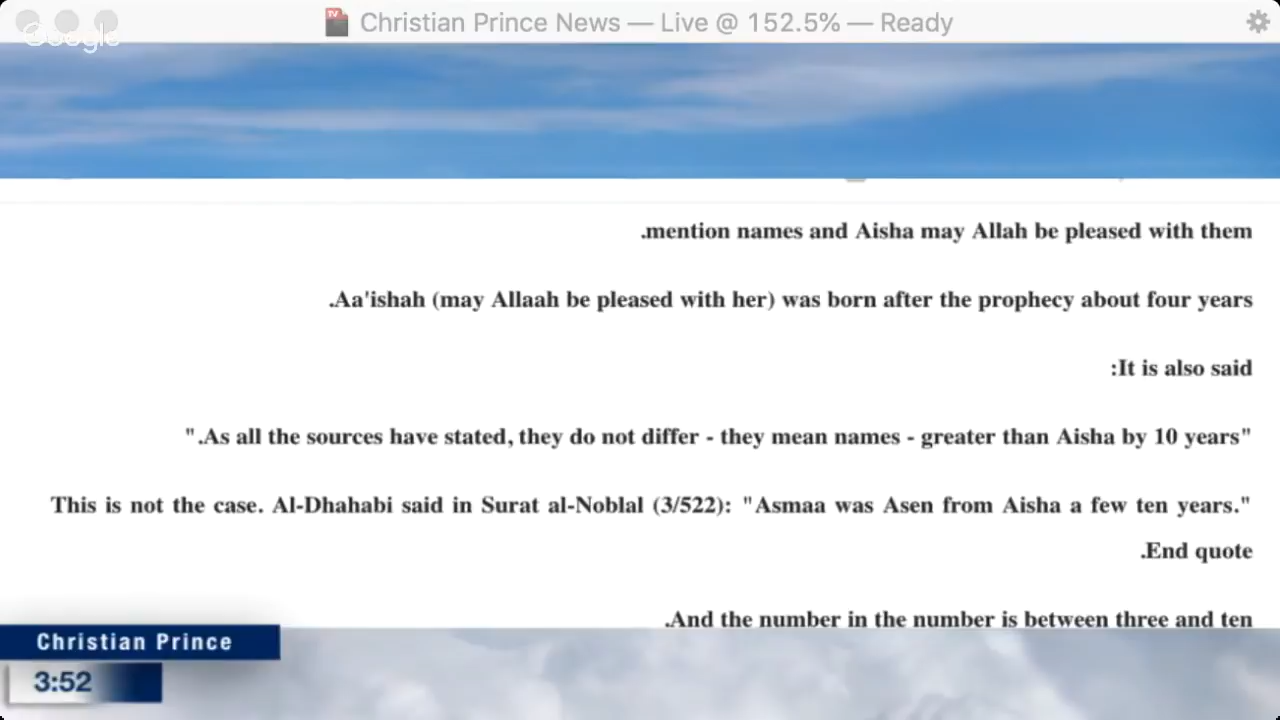 Christian Prince News — Live @ 152.5% — Ready
Google
.mention names and Aisha may Allah be pleased with them
.Aa'ishah (may Allaah be pleased with her) was born after the prophecy about four years
:It is also said
".As all the sources have stated, they do not differ - they mean names - greater than Aisha by 10 years"
This is not the case. Al-Dhahabi said in Surat al-Noblal (3/522): "Asmaa was Asen from Aisha a few ten years."
.End quote
.And the number in the number is between three and ten
Christian Prince
3:52